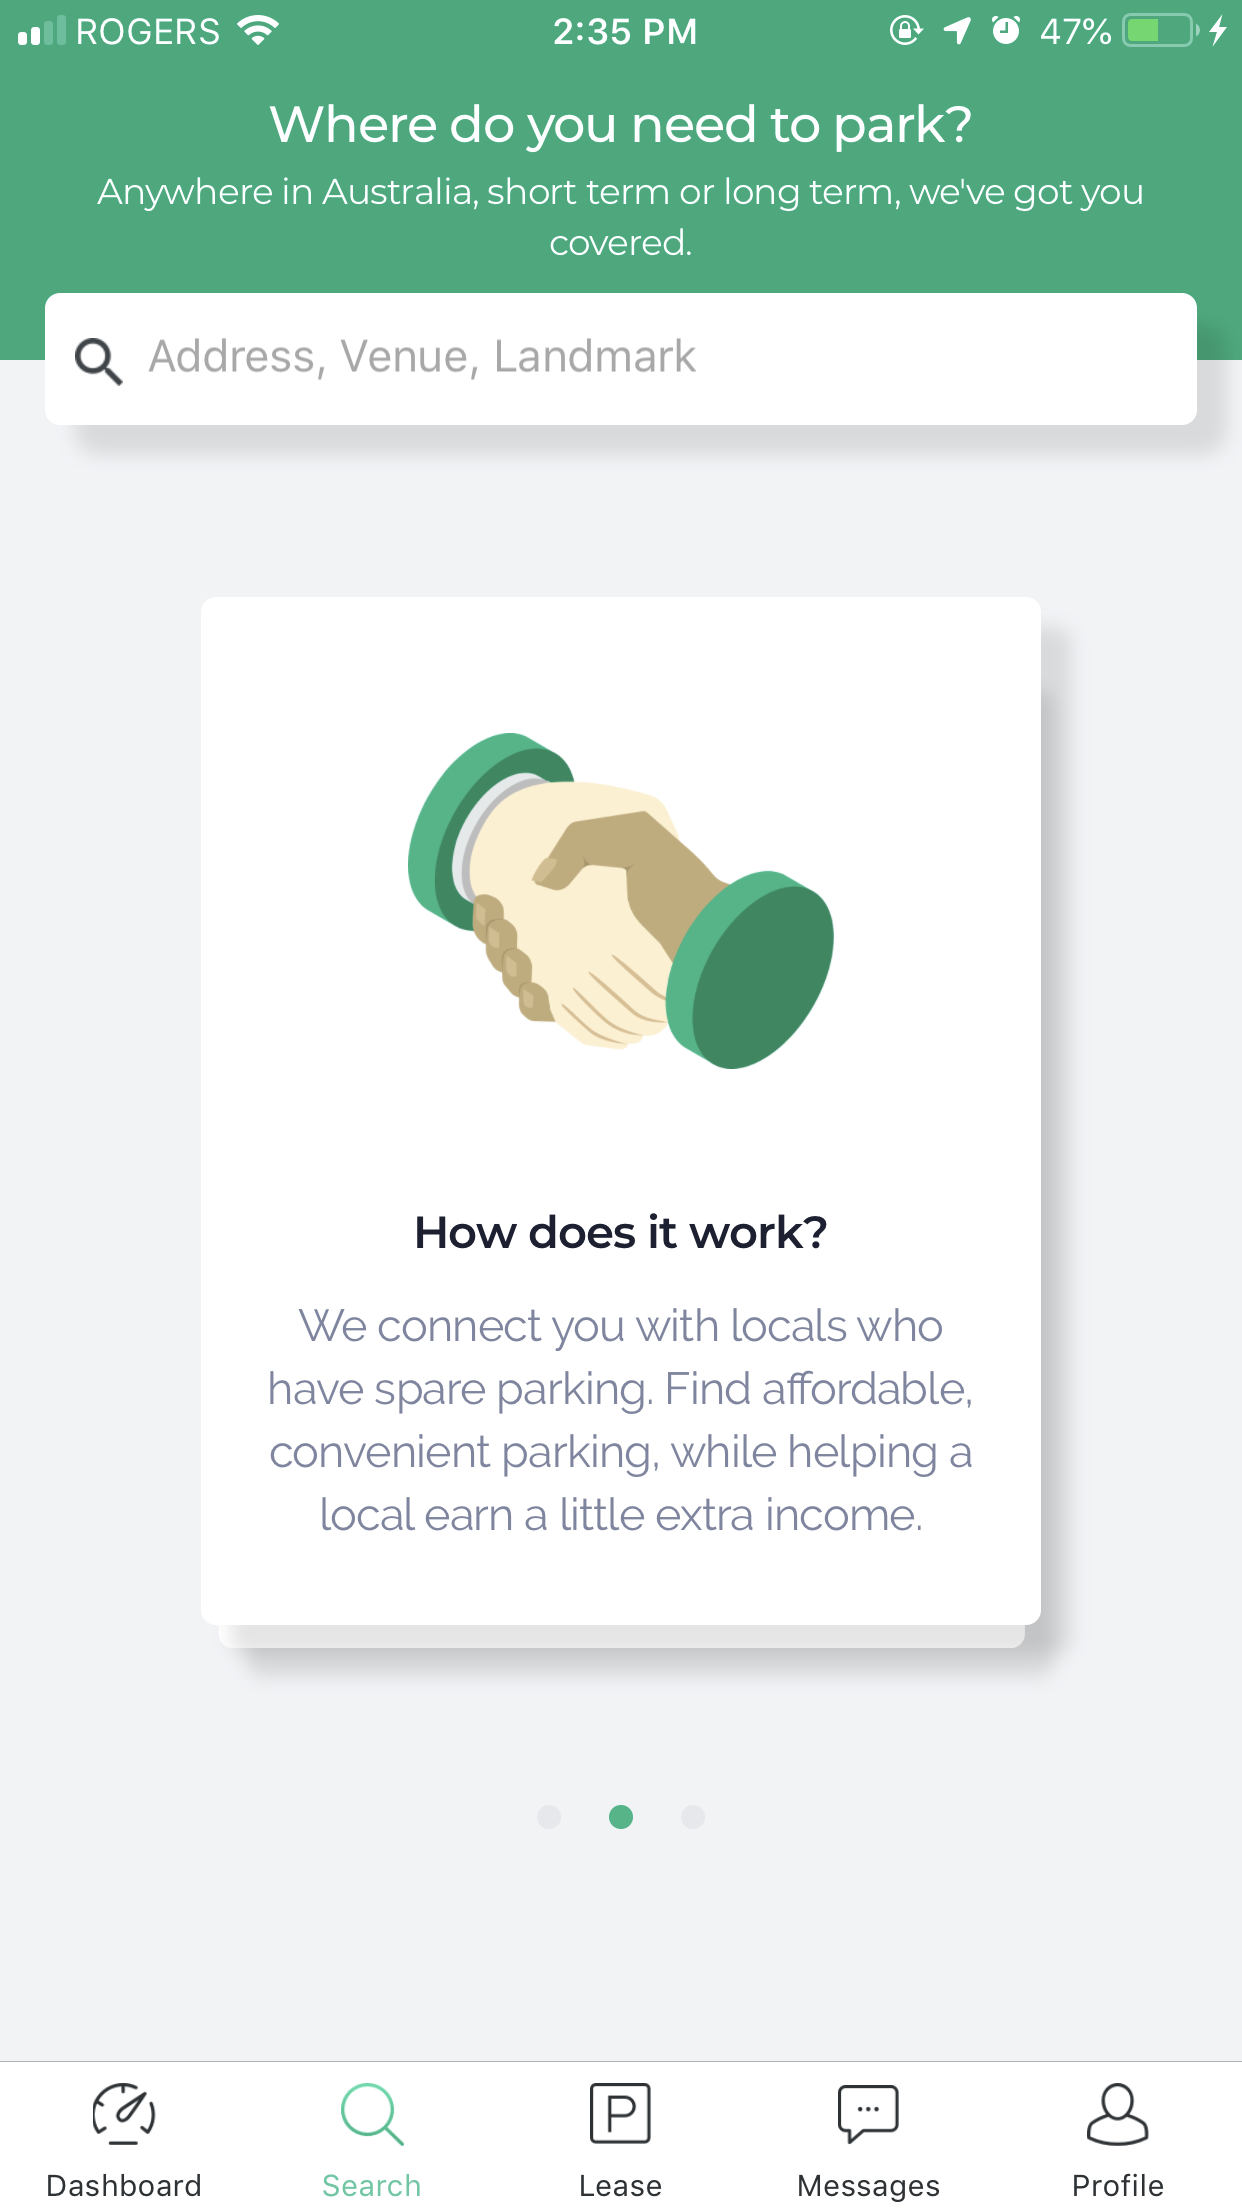 ROGERS 2:35 PM 47%
Where do you need to park?
Anywhere in Australia, short term or long term, we've got you
covered.
Address, Venue, Landmark
How does it work?
We connect you with locals who
have spare parking. Find affordable,
convenient parking, while helping a
local earn a little extra income.
P
Dashboard Search Lease Messages Profile